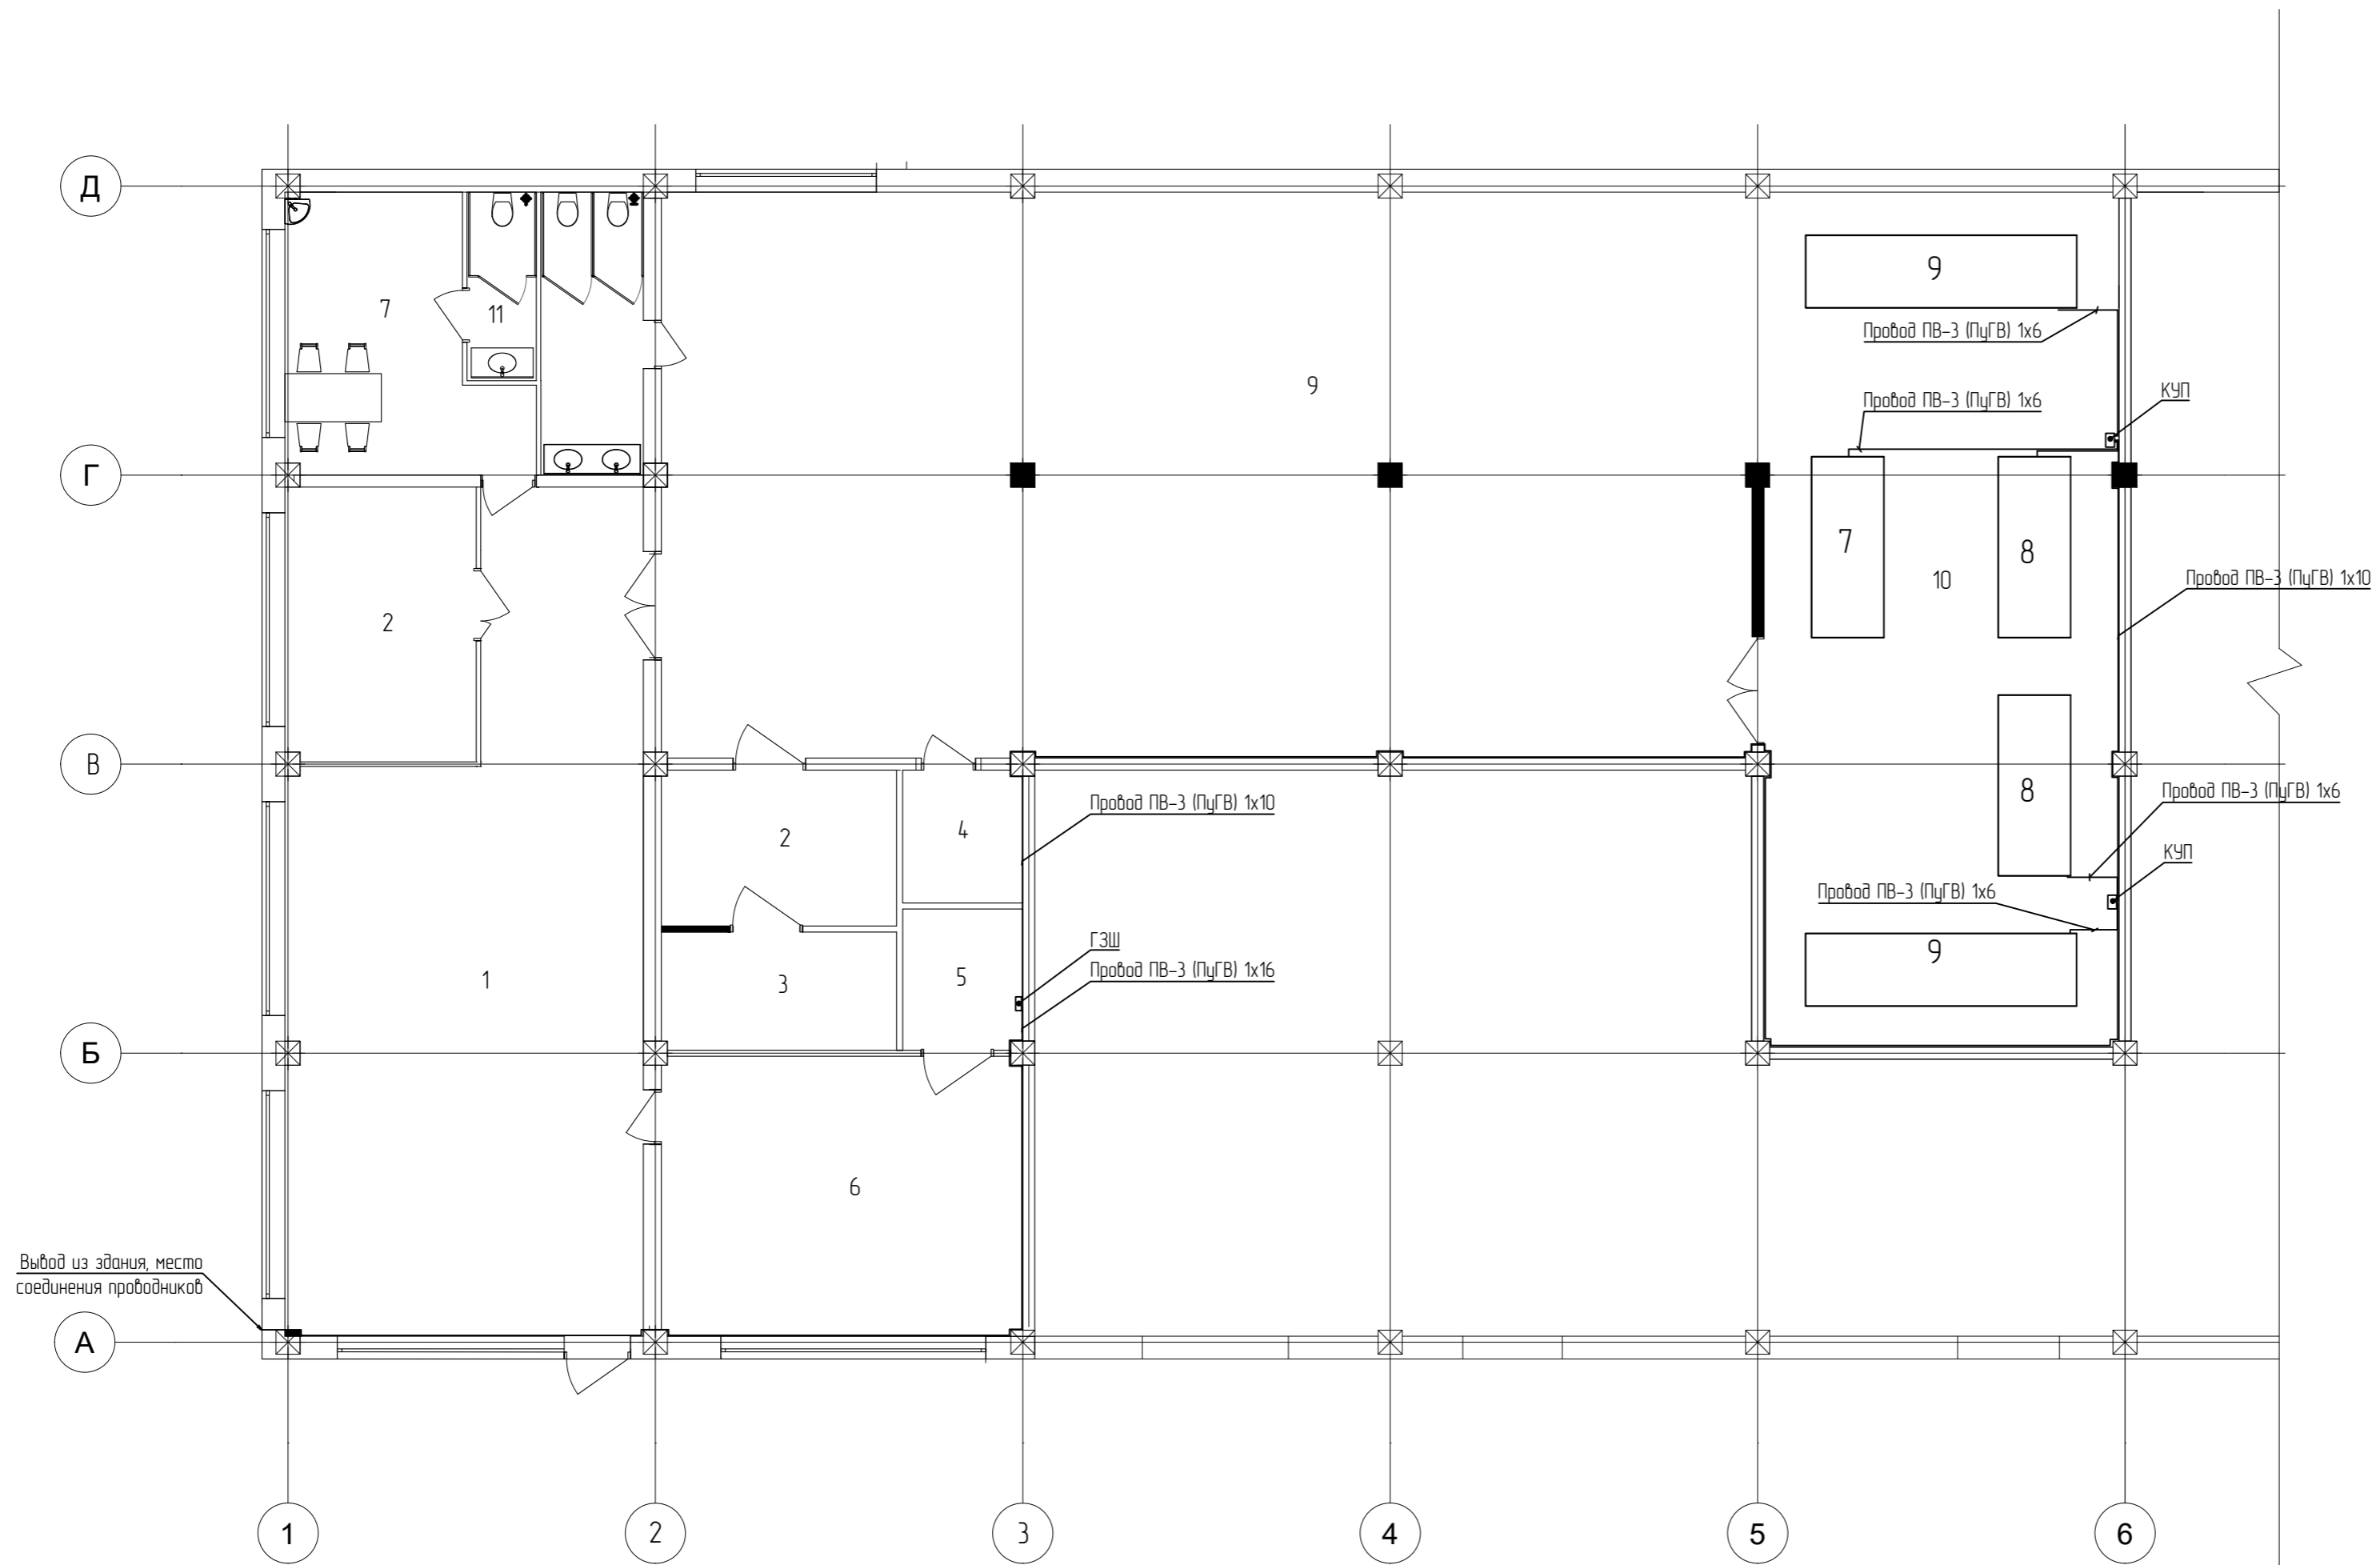 Д
9
Провод ПВ-3 (ПуГВ) 1х6
7
11
9
КУП
Провод ПВ-3 (ПуГВ) 1х6
Г
7
8
10
Провод ПВ-3 (ПуГВ) 1х10
2
В
8
Провод ПВ-3 (ПуГВ) 1х6
Провод ПВ-3 (ПуГВ) 1х10
2
4
КУП
Провод ПВ-3 (ПуГВ) 1х6
ГЗШ
9
Провод ПВ-3 (ПуГВ) 1х16
1
3
5
Б
6
Вывод из здания, место
соединения проводников
А
1
2
3
4
5
6